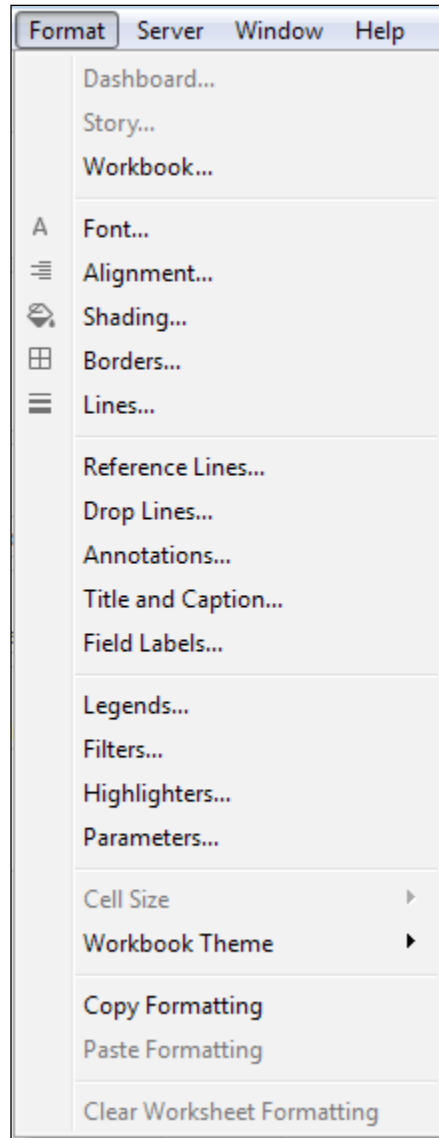 Format Server Window Help
Dashboard...
Story...
Workbook...
Font...
Alignment...
Shading...
Borders...
Lines...
Reference Lines...
Drop Lines...
Annotations...
Title and Caption...
Field Labels...
Legends...
Filters...
Highlighters...
Parameters...
Cell Size
Workbook Theme
Copy Formatting
Paste Formatting
Clear Worksheet Formatting